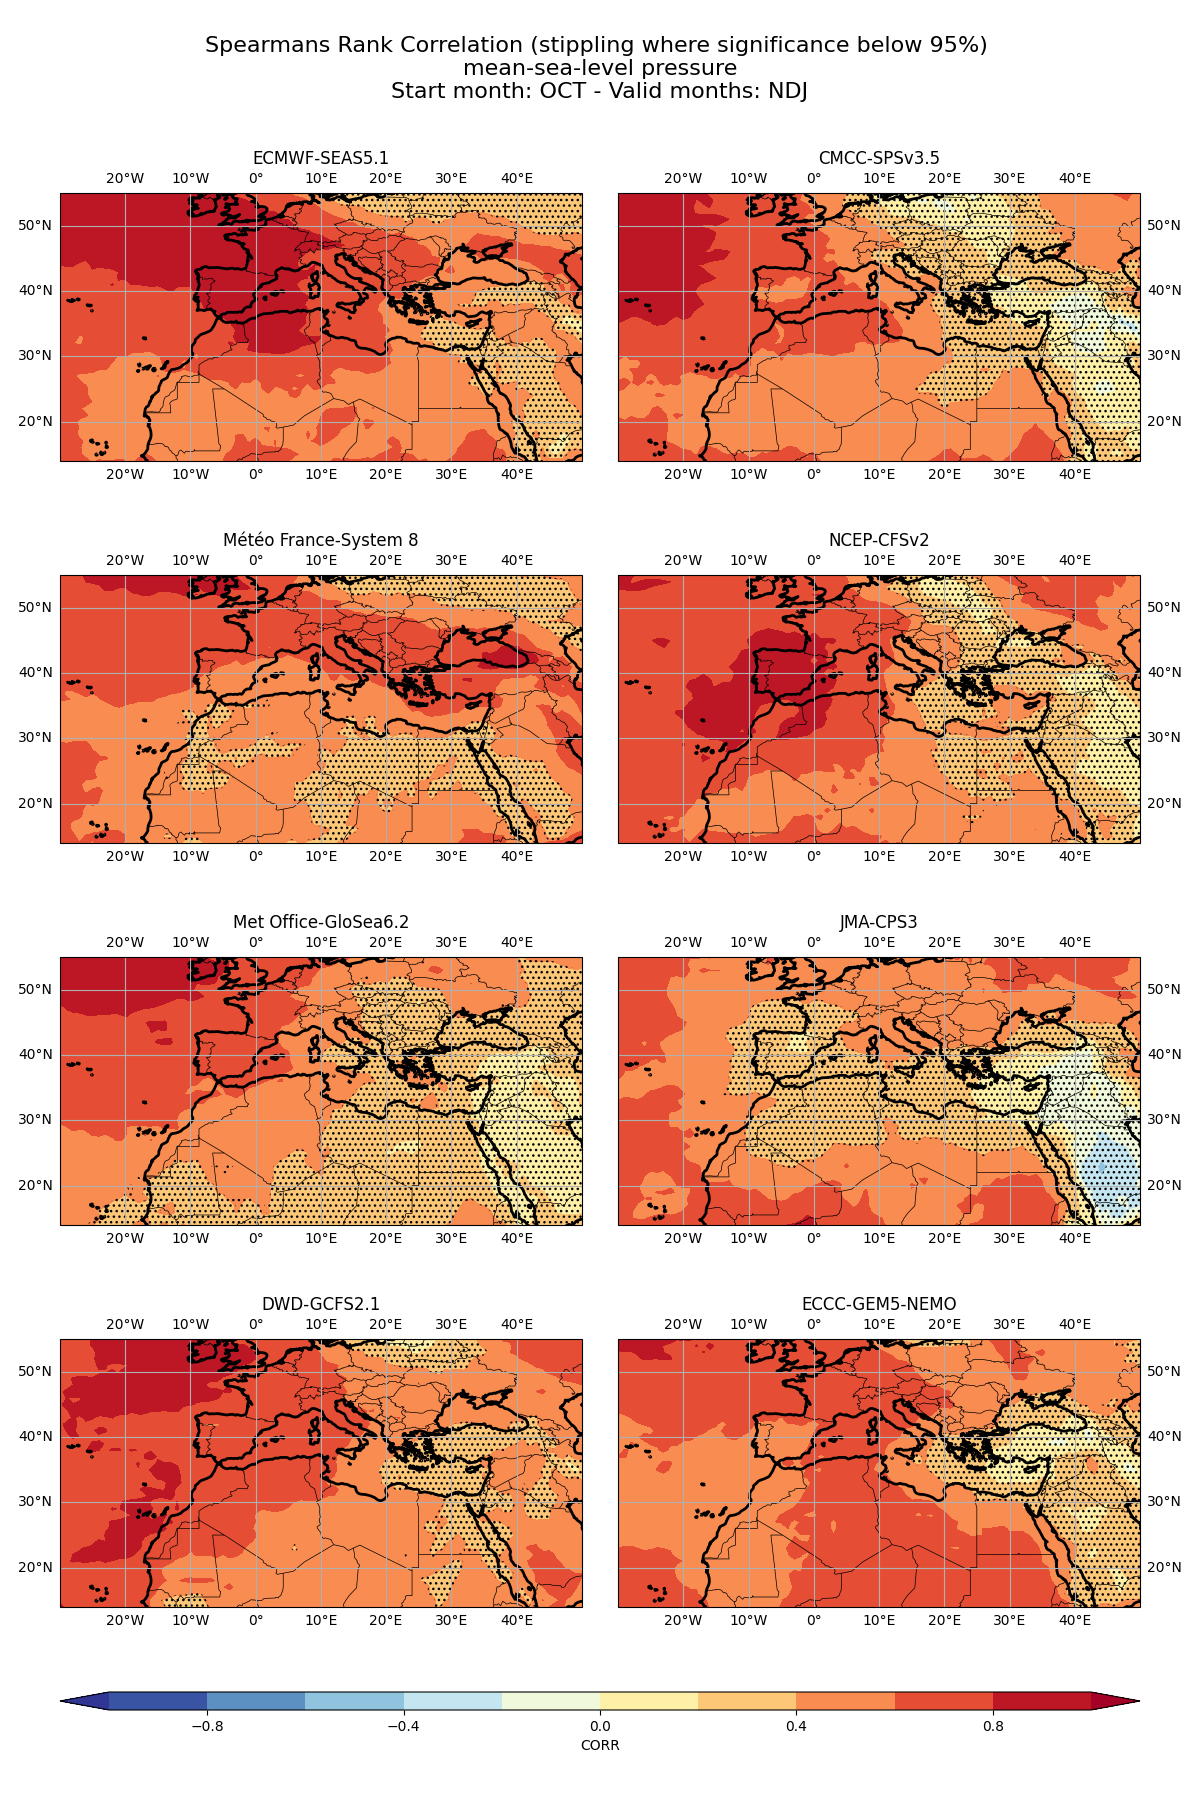 Spearmans Rank Correlation (stippling where significance below 95%)
mean-sea-level pressure
Start month: OCT - Valid months: NDJ
ECMWF-SEAS5.1
20°W 10°W 0° 10°E 20°E 30°E 40°E
50°N
40°N
30°N
20°N
20°W 10°W 0° 10°E 20°E 30°E 40°E
CMCC-SPSv3.5
20°W 10°W 0° 10°E 20°E 30°E 40°E
50°N
40°N
30°N
20°N
20°W 10°W 0° 10°E 20°E 30°E 40°E
Météo France-System 8
20°W 10°W 0° 10°E 20°E 30°E 40°E
50°N
40°N
30°N
20°N
20°W 10°W 0° 10°E 20°E 30°E 40°E
NCEP-CFSv2
20°W 10°W 0° 10°E 20°E 30°E 40°E
50°N
40°N
30°N
20°N
20°W 10°W 0° 10°E 20°E 30°E 40°E
Met Office-GloSea6.2
20°W 10°W 0° 10°E 20°E 30°E 40°E
50°N
40°N
30°N
20°N
20°W 10°W 0° 10°E 20°E 30°E 40°E
JMA-CPS3
20°W 10°W 0° 10°E 20°E 30°E 40°E
50°N
40°N
30°N
20°N
20°W 10°W 0° 10°E 20°E 30°E 40°E
DWD-GCFS2.1
20°W 10°W 0° 10°E 20°E 30°E 40°E
50°N
40°N
30°N
20°N
20°W 10°W 0° 10°E 20°E 30°E 40°E
ECCC-GEM5-NEMO
20°W 10°W 0° 10°E 20°E 30°E 40°E
50°N
40°N
30°N
20°N
20°W 10°W 0° 10°E 20°E 30°E 40°E
−0.8 −0.4 0.0 0.4 0.8
CORR